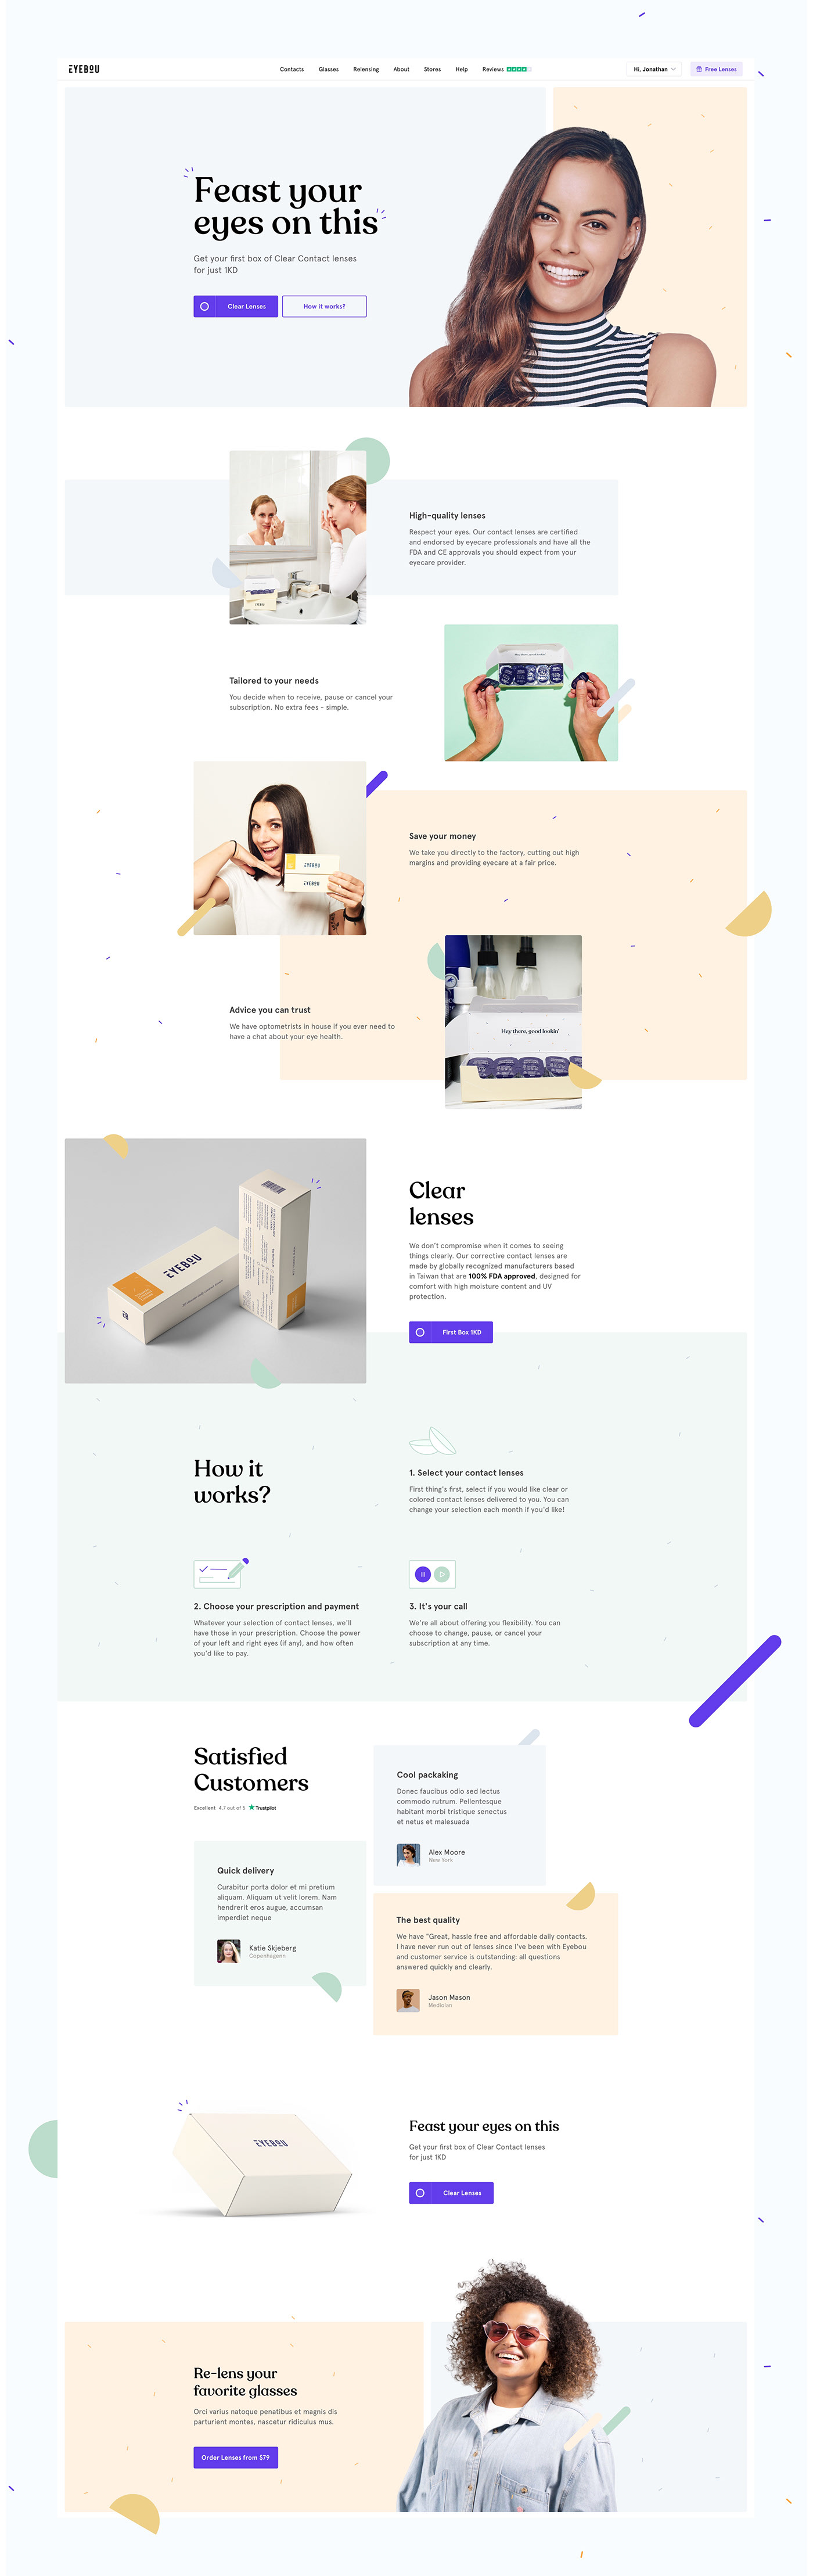 EYEBOU
Contacts Glasses Relensing About Stores Help Reviews
Hi, Jonathan
Free Lenses
Feast your
eyes on this
Get your first box of Clear Contact lenses
for just 1KD
Clear Lenses
How it works?
High-quality lenses
Respect your eyes. Our contact lenses are certified
and endorsed by eyecare professionals and have all the
FDA and CE approvals you should expect from your
eyecare provider.
Tailored to your needs
You decide when to receive, pause or cancel your
subscription. No extra fees - simple.
EYEBOU
EYEBOU
Save your money
We take you directly to the factory, cutting out high
margins and providing eyecare at a fair price.
Advice you can trust
We have optometrists in house if you ever need to
have a chat about your eye health.
Hey there, good lookin'
EYEBOU
Clear
lenses
We don't compromise when it comes to seeing
things clearly. Our corrective contact lenses are
made by globally recognized manufacturers based
in Taiwan that are 100% FDA approved, designed for
comfort with high moisture content and UV
protection.
First Box 1KD
How it
works?
1. Select your contact lenses
First thing's first, select if you would like clear or
colored contact lenses delivered to you. You can
change your selection each month if you'd like!
2. Choose your prescription and payment
Whatever your selection of contact lenses, we'll
have those in your prescription. Choose the power
of your left and right eyes (if any), and how often
you'd like to pay.
3. It's your call
We're all about offering you flexibility. You can
choose to change, pause, or cancel your
subscription at any time.
Satisfied
Customers
Excellent 4.7 out of 5 Trustpilot
Cool packaking
Donec faucibus odio sed lectus
commodo rutrum. Pellentesque
habitant morbi tristique senectus
et netus et malesuada
Alex Moore
New York
Quick delivery
Curabitur porta dolor et mi pretium
aliquam. Aliquam ut velit lorem. Nam
hendrerit eros augue, accumsan
imperdiet neque
Katie Skjeberg
Copenhagenn
The best quality
We have "Great, hassle free and affordable daily contacts.
I have never run out of lenses since I've been with Eyebou
and customer service is outstanding: all questions
answered quickly and clearly.
Jason Mason
Mediolan
EYEBOU
Feast your eyes on this
Get your first box of Clear Contact lenses
for just 1KD
Clear Lenses
Re-lens your
favorite glasses
Orci varius natoque penatibus et magnis dis
parturient montes, nascetur ridiculus mus.
Order Lenses from $79